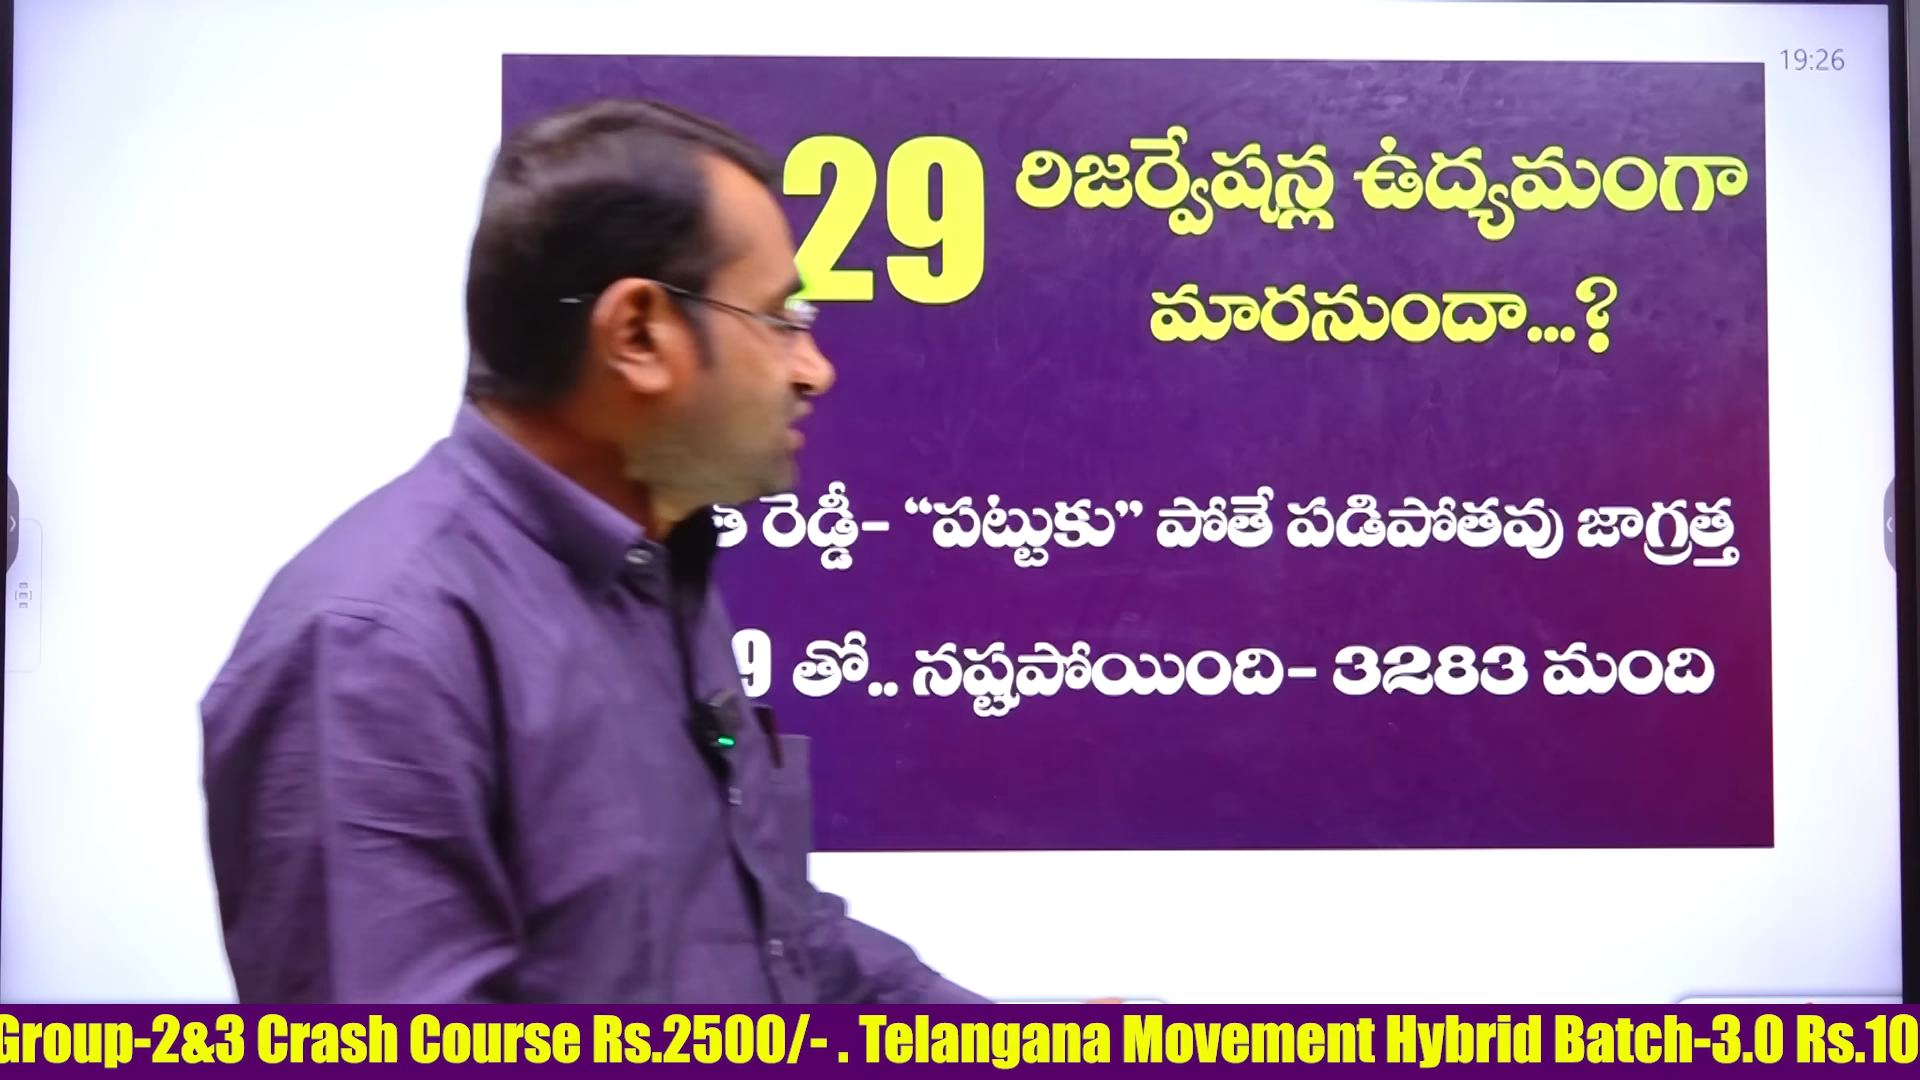 19:26
29 రిజర్వేషన్ల ఉద్యమంగా
మారనుందా...?
రెడ్డీ- “పట్టుకు” పోతే పడిపోతవు జాగ్రత్త
9 తో.. నష్టపోయింది- 3283 మంది
Group-2&3 Crash Course Rs.2500/- . Telangana Movement Hybrid Batch-3.0 Rs.10